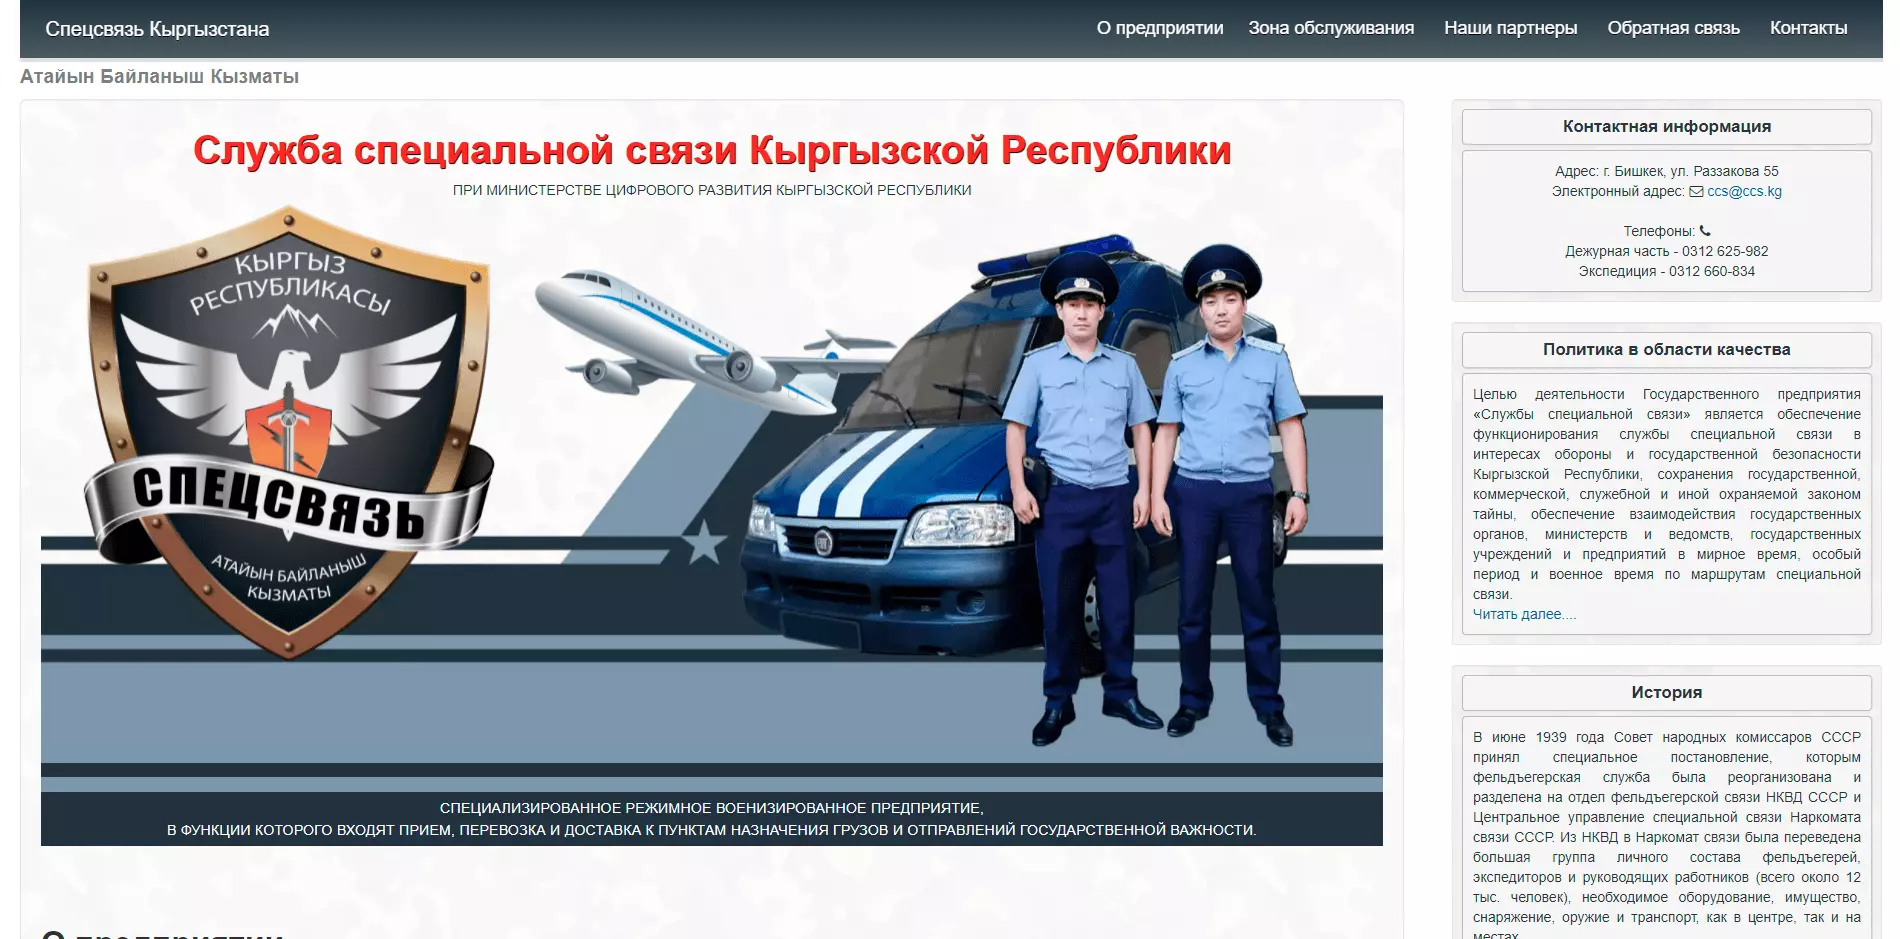 Спецсвязь Кыргызстана
О предприятии Зона обслуживания Наши партнеры Обратная связь Контакты
Атайын Байланыш Кызматы
Служба специальной связи Кыргызской Республики
ПРИ МИНИСТЕРСТВЕ ЦИФРОВОГО РАЗВИТИЯ КЫРГЫЗСКОЙ РЕСПУБЛИКИ
КЫРГЫЗ
РЕСПУБЛИКАСЫ
СПЕЦСВЯЗЬ
АТАЙЫН БАЙЛАНЫШ
КЫЗМАТЫ
СПЕЦИАЛИЗИРОВАННОЕ РЕЖИМНОЕ ВОЕНИЗИРОВАННОЕ ПРЕДПРИЯТИЕ,
В ФУНКЦИИ КОТОРОГО ВХОДЯТ ПРИЕМ, ПЕРЕВОЗКА И ДОСТАВКА К ПУНКТАМ НАЗНАЧЕНИЯ ГРУЗОВ И ОТПРАВЛЕНИЙ ГОСУДАРСТВЕННОЙ ВАЖНОСТИ.
О предприятии
Контактная информация
Адрес: г. Бишкек, ул. Раззакова 55
Электронный адрес: ccs@ccs.kg
Телефоны:
Дежурная часть - 0312 625-982
Экспедиция - 0312 660-834
Политика в области качества
Целью деятельности Государственного предприятия
«Службы специальной связи» является обеспечение
функционирования службы специальной связи в
интересах обороны и государственной безопасности
Кыргызской Республики, сохранения государственной,
коммерческой, служебной и иной охраняемой законом
тайны, обеспечение взаимодействия государственных
органов, министерств и ведомств, государственных
учреждений и предприятий в мирное время, особый
период и военное время по маршрутам специальной
связи.
Читать далее....
История
В июне 1939 года Совет народных комиссаров СССР
принял специальное постановление, которым
фельдъегерская служба была реорганизована и
разделена на отдел фельдъегерской связи НКВД СССР и
Центральное управление специальной связи Наркомата
связи СССР. Из НКВД в Наркомат связи была переведена
большая группа личного состава фельдъегерей,
экспедиторов и руководящих работников (всего около 12
тыс. человек), необходимое оборудование, имущество,
снаряжение, оружие и транспорт, как в центре, так и на
местах.